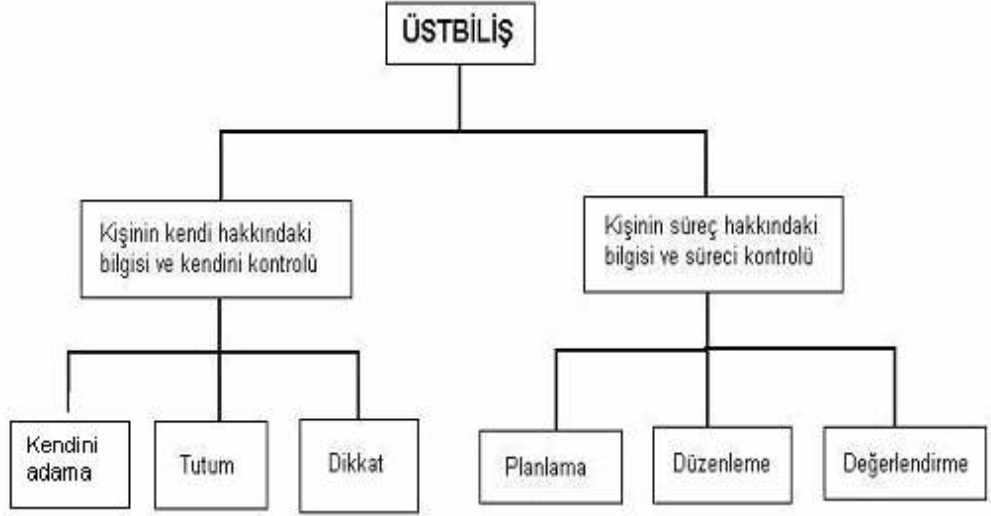 ÜSTBİLİŞ
Kişinin kendi hakkındaki
bilgisi ve kendini kontrolü
Kişinin süreç hakkındaki
bilgisi ve süreci kontrolü
Kendini
adama
Tutum
Dikkat
Planlama
Düzenleme
Değerlendirme